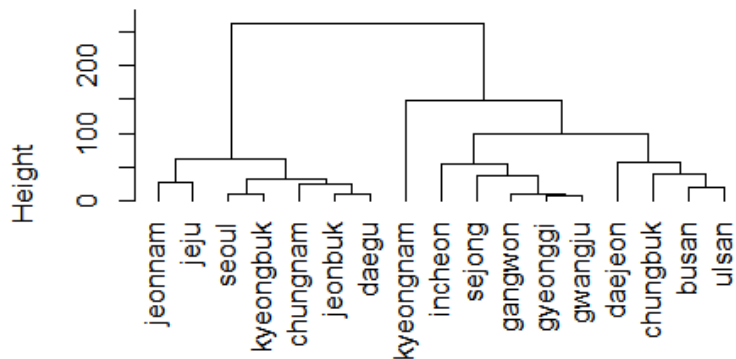 Height
200
100
0
jeonnam
jeju
seoul
kyeongbuk
chungnam
jeonbuk
daegu
kyeongnam
incheon
sejong
gangwon
gyeonggi
gwangju
daejeon
chungbuk
busan
ulsan